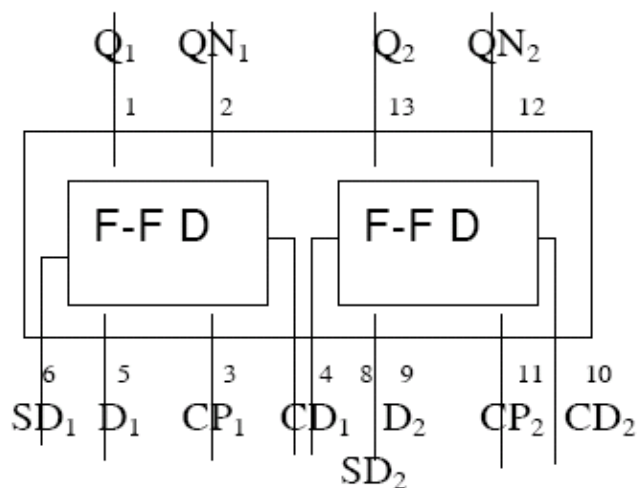 Q₁ QN₁ Q₂ QN₂
1 2 13 12
F-F D F-F D
6 5 3 4 8 9 11 10
SD₁ D₁ CP₁ CD₁ D₂ CP₂ CD₂
SD₂